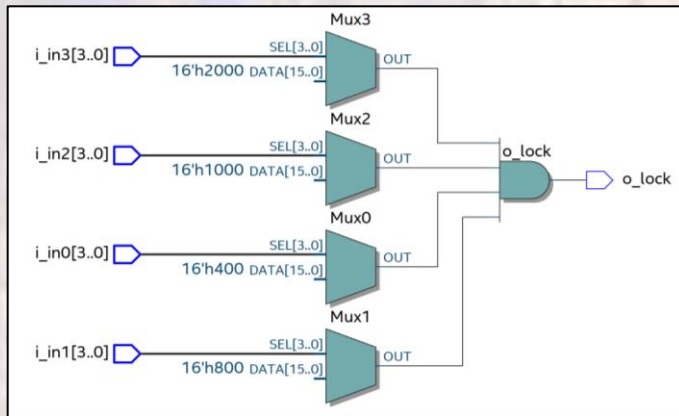 Mux3
i_in3[3..0] SEL[3..0] OUT
16'h2000 DATA[15..0]
Mux2
i_in2[3..0] SEL[3..0] OUT
16'h1000 DATA[15..0]
o_lock
o_lock
Mux0
i_in0[3..0] SEL[3..0] OUT
16'h400 DATA[15..0]
Mux1
i_in1[3..0] SEL[3..0] OUT
16'h800 DATA[15..0]